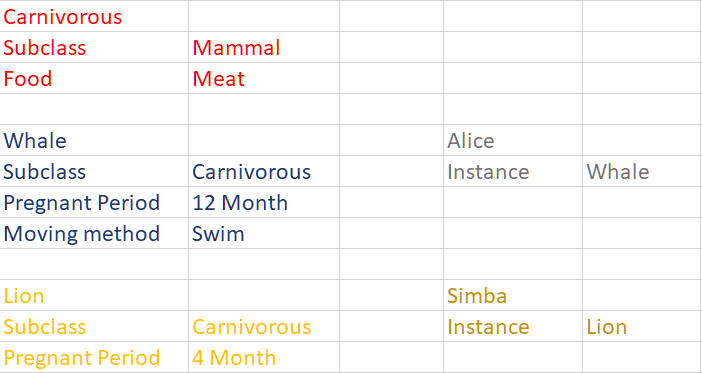 Carnivorous
Subclass Mammal
Food Meat
Whale Alice
Subclass Carnivorous Instance Whale
Pregnant Period 12 Month
Moving method Swim
Lion Simba
Subclass Carnivorous Instance Lion
Pregnant Period 4 Month